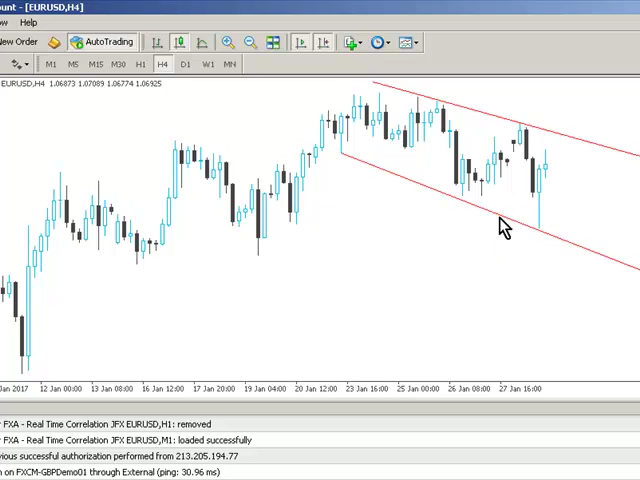 ount - [EURUSD,H4]
ow Help
New Order AutoTrading
M1 M5 M15 M30 H1 H4 D1 W1 MN
EURUSD,H4 1.06873 1.07089 1.06774 1.06925
Jan 2017 12 Jan 00:00 13 Jan 08:00 16 Jan 12:00 17 Jan 20:00 19 Jan 04:00 20 Jan 12:00 23 Jan 16:00 25 Jan 00:00 26 Jan 08:00 27 Jan 16:00
r FXA - Real Time Correlation JFX EURUSD,H1: removed
r FXA - Real Time Correlation JFX EURUSD,M1: loaded successfully
vious successful authorization performed from 213.205.194.77
n on FXCM-GBPDemo01 through External (ping: 30.96 ms)